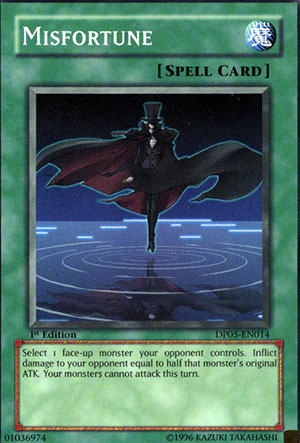 MISFORTUNE
魔
[SPELL CARD]
1st Edition
DP05-EN014
Select 1 face-up monster your opponent controls. Inflict
damage to your opponent equal to half that monster's original
ATK. Your monsters cannot attack this turn.
01036974
©1996 KAZUKI TAKAHASHI